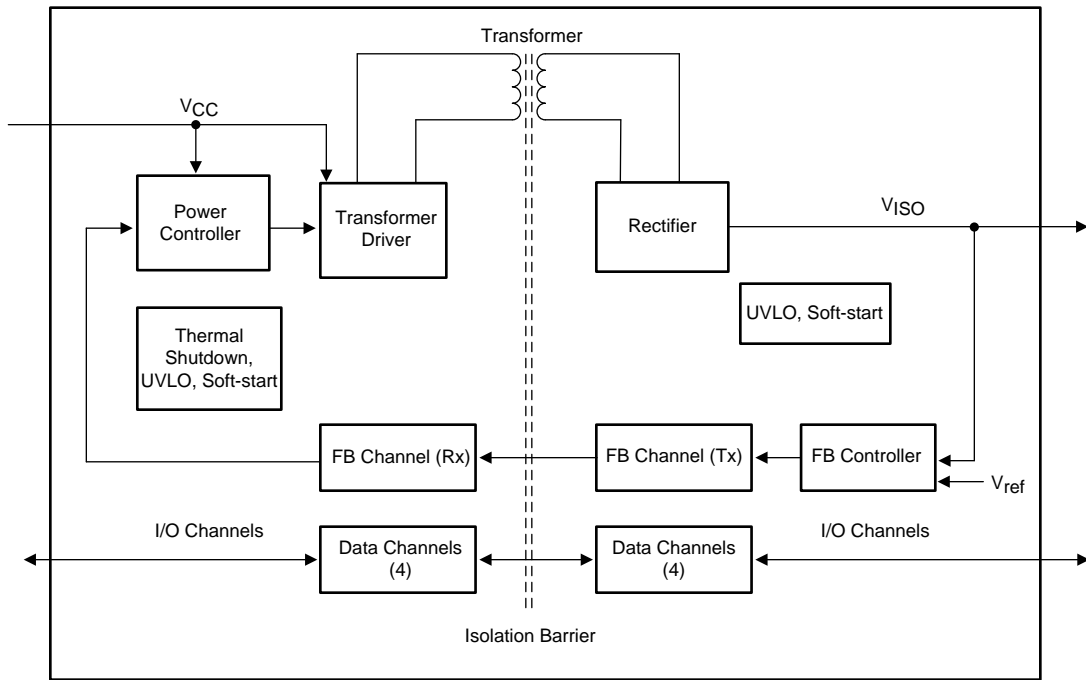 Transformer
VCC
Power
Controller
Transformer
Driver
Rectifier
VISO
Thermal
Shutdown,
UVLO, Soft-start
UVLO, Soft-start
FB Channel (Rx)
FB Channel (Tx)
FB Controller
Vref
I/O Channels
Data Channels
(4)
Data Channels
(4)
I/O Channels
Isolation Barrier